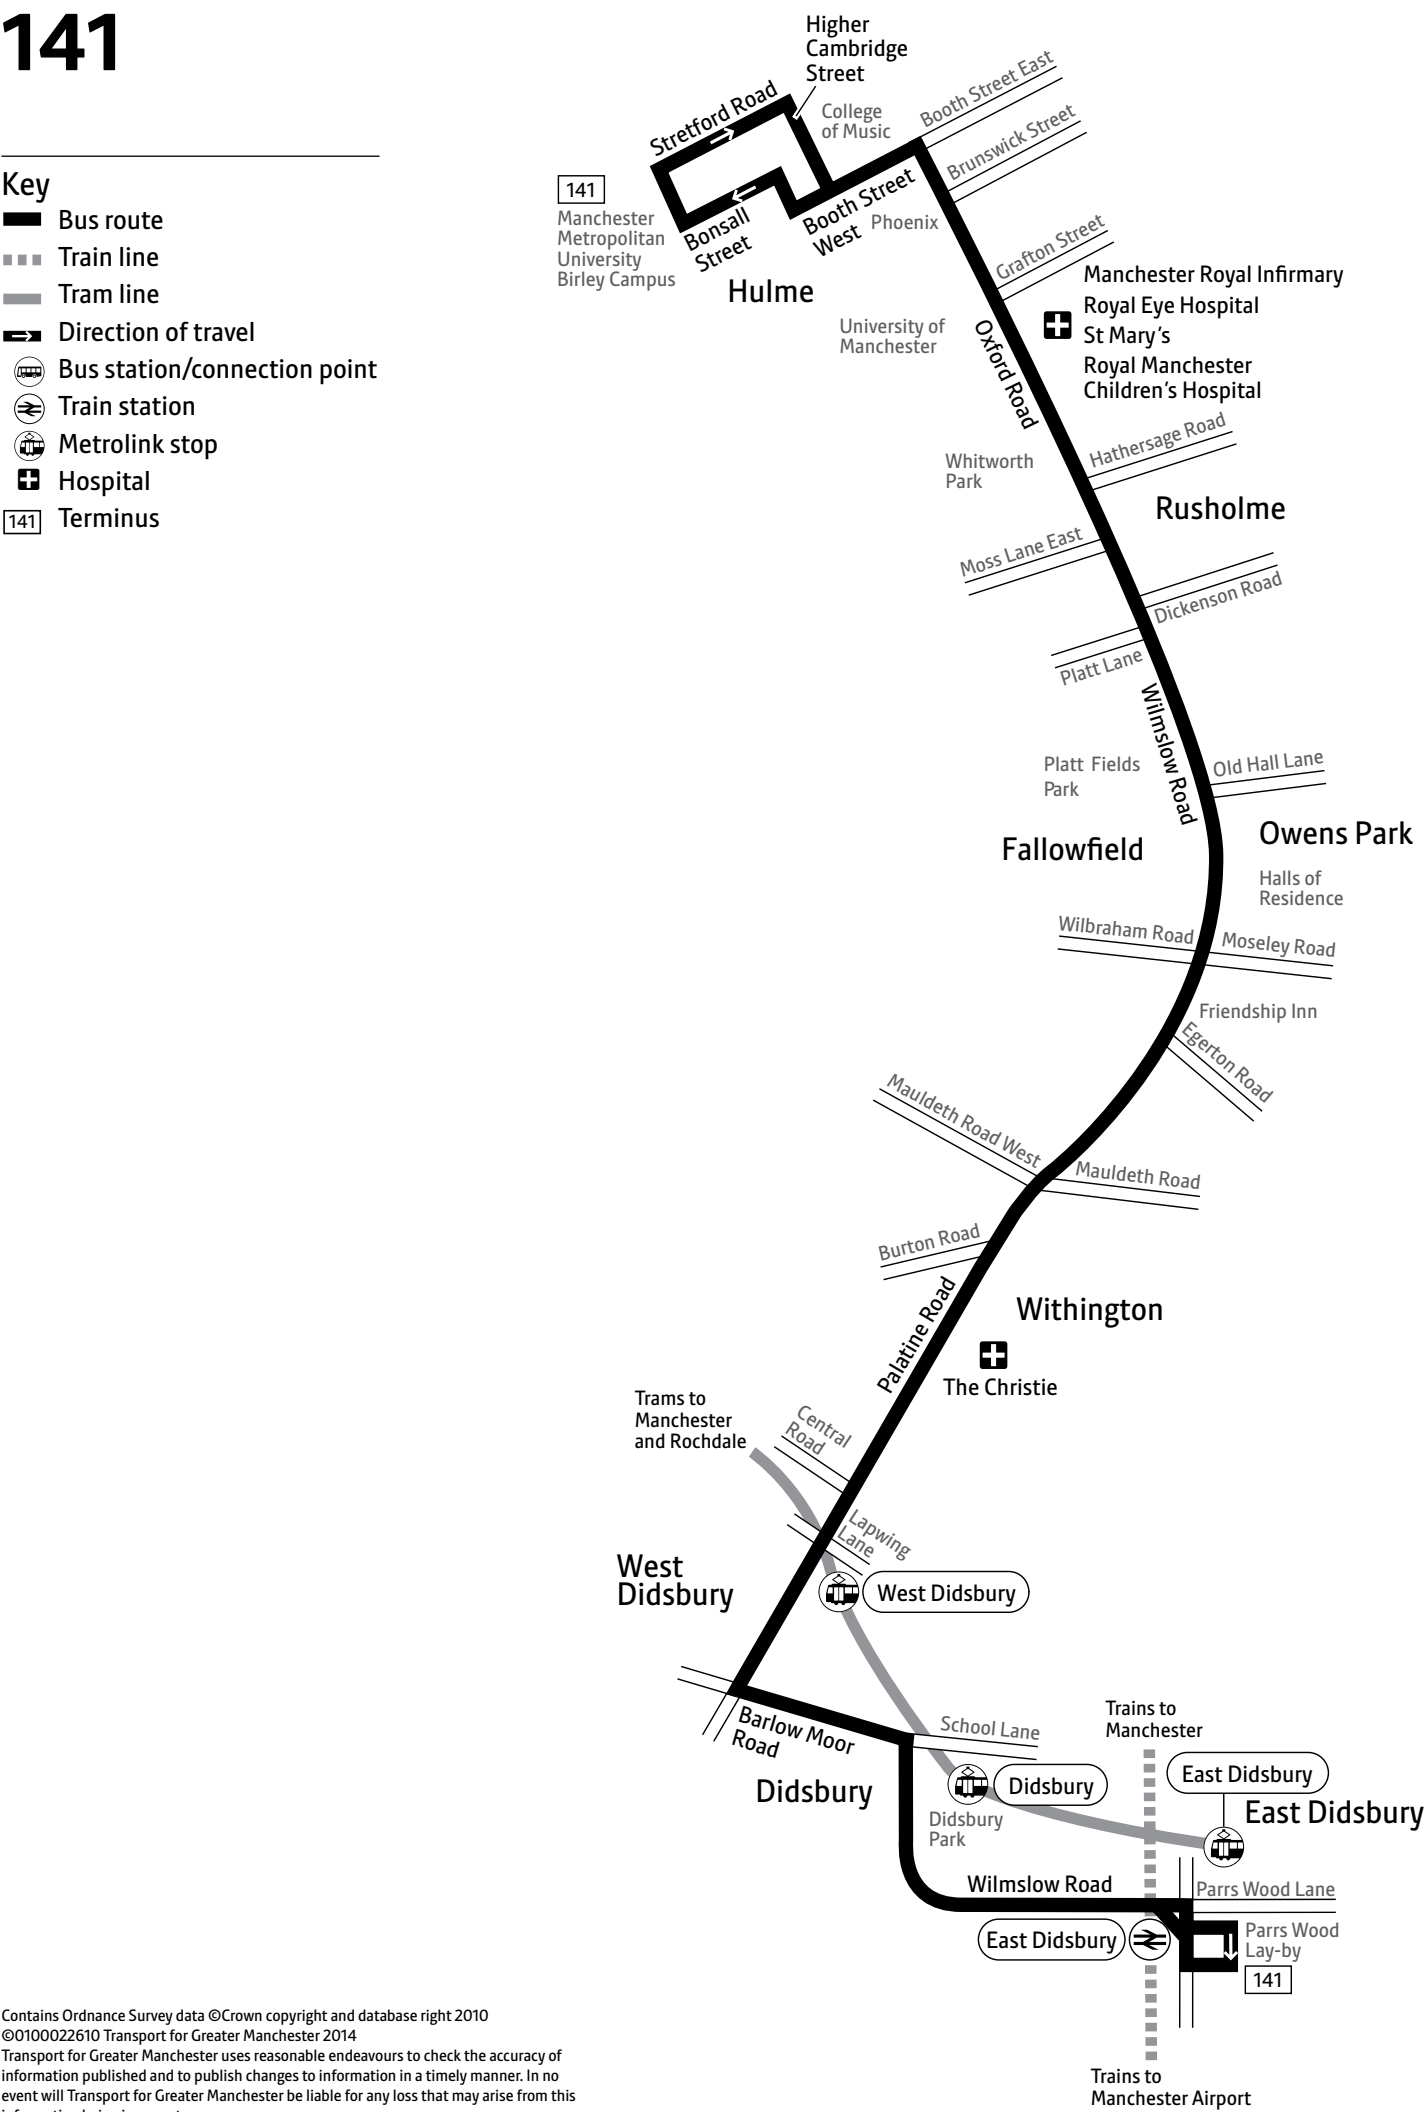 141
Key
Bus route
Train line
Tram line
Direction of travel
Bus station/connection point
Train station
Metrolink stop
Hospital
141 Terminus
Higher
Cambridge
Street
Stretford Road
College
of Music
Booth Street East
Brunswick Street
141
Manchester
Metropolitan
University
Birley Campus
Bonsall
Street
Booth Street
West
Phoenix
Hulme
Grafton Street
University of
Manchester
Oxford Road
Manchester Royal Infirmary
Royal Eye Hospital
St Mary's
Royal Manchester
Children's Hospital
Whitworth
Park
Hathersage Road
Rusholme
Moss Lane East
Dickenson Road
Platt Lane
Wilmslow Road
Platt Fields
Park
Old Hall Lane
Fallowfield
Owens Park
Halls of
Residence
Wilbraham Road
Moseley Road
Friendship Inn
Egerton Road
Mauldeth Road West
Mauldeth Road
Burton Road
Palatine Road
Withington
The Christie
Trams to
Manchester
and Rochdale
Central
Road
Lapwing
Lane
West
Didsbury
West Didsbury
Barlow Moor
Road
School Lane
Trains to
Manchester
Didsbury
Didsbury
East Didsbury
East Didsbury
Didsbury
Park
Wilmslow Road
Parrs Wood Lane
East Didsbury
Parrs Wood
Lay-by
141
Trains to
Manchester Airport
Contains Ordnance Survey data ©Crown copyright and database right 2010
©0100022610 Transport for Greater Manchester 2014
Transport for Greater Manchester uses reasonable endeavours to check the accuracy of
information published and to publish changes to information in a timely manner. In no
event will Transport for Greater Manchester be liable for any loss that may arise from this